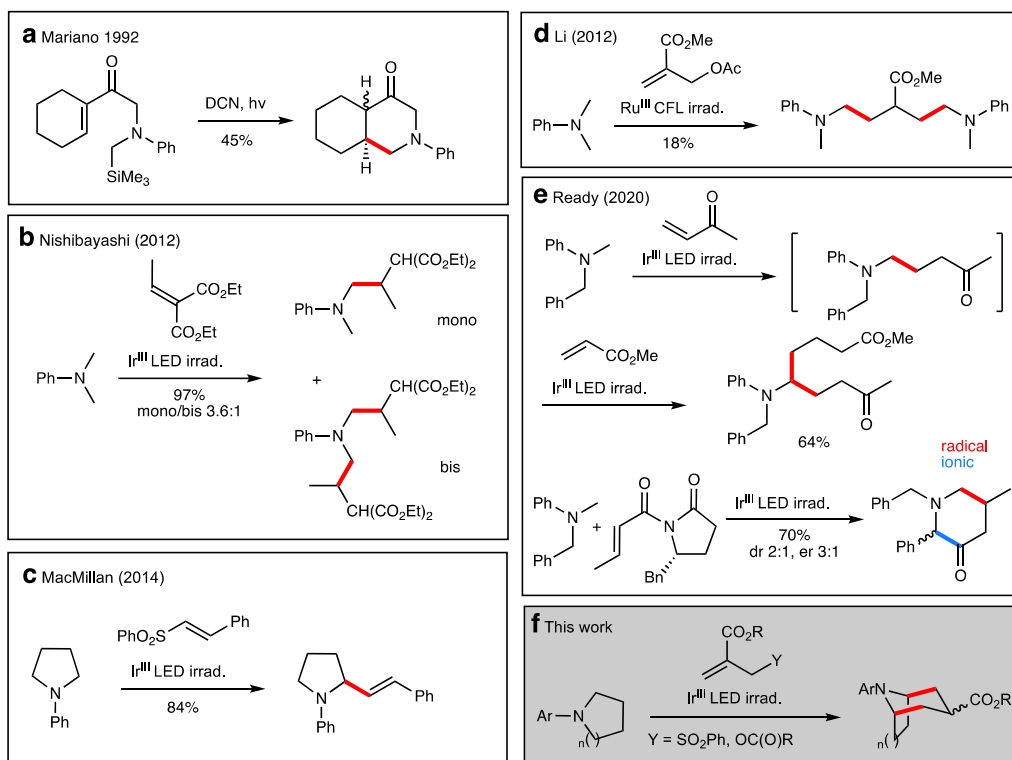 a Mariano 1992
O
N
Ph
SiMe3
DCN, hv
45%
H
O
N
Ph
H
b Nishibayashi (2012)
Ph
N
CO2Et
CO2Et
IrIII LED irrad.
97%
mono/bis 3.6:1
CH(CO2Et)2
Ph
N
mono
+
CH(CO2Et)2
Ph
N
bis
CH(CO2Et)2
c MacMillan (2014)
N
Ph
PhO2S
Ph
IrIII LED irrad.
84%
N
Ph
Ph
d Li (2012)
CO2Me
OAc
Ph
N
RuIII CFL irrad.
18%
CO2Me
Ph
N
N
Ph
e Ready (2020)
Ph
N
Ph
O
IrIII LED irrad.
Ph
N
O
Ph
CO2Me
IrIII LED irrad.
CO2Me
Ph
N
O
Ph
64%
Ph
N
Ph
+
O
O
N
Bn
IrIII LED irrad.
70%
dr 2:1, er 3:1
radical
ionic
Ph
N
Ph
O
f This work
Ar
N
n( )
CO2R
Y
IrIII LED irrad.
Y = SO2Ph, OC(O)R
Ar
N
CO2R
n( )